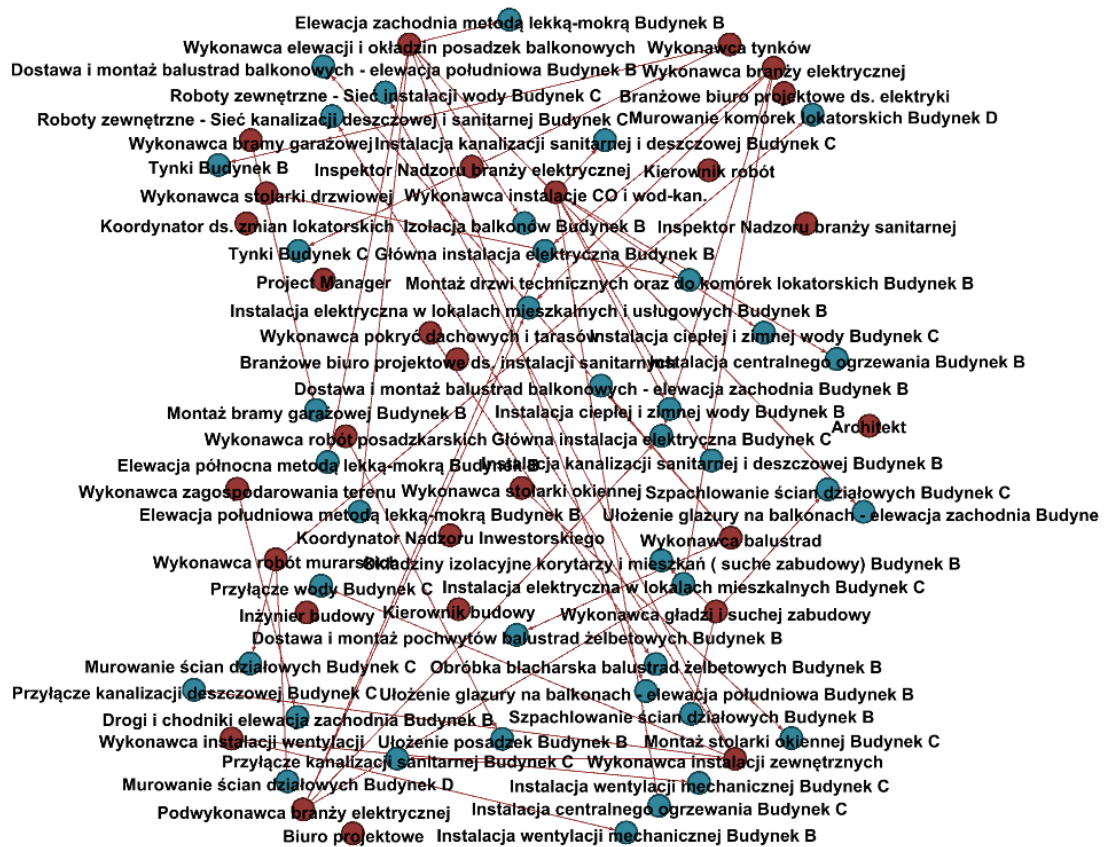 Elewacja zachodnia metodą lekką-mokrą Budynek B
Wykonawca elewacji i okładzin posadzek balkonowych
Wykonawca tynków
Dostawa i montaż balustrad balkonowych - elewacja południowa Budynek B
Wykonawca branży elektrycznej
Roboty zewnętrzne - Sieć instalacji wody Budynek C
Branżowe biuro projektowe ds. elektryki
Roboty zewnętrzne - Sieć kanalizacji deszczowej i sanitarnej Budynek C
Murowanie komórek lokatorskich Budynek D
Wykonawca bramy garażowej
Instalacja kanalizacji sanitarnej i deszczowej Budynek C
Tynki Budynek B
Inspektor Nadzoru branży elektrycznej
Kierownik robót
Wykonawca stolarki drzwiowej
Wykonawca instalacje CO i wod-kan.
Koordynator ds. zmian lokatorskich
Izolacja balkonów Budynek B
Inspektor Nadzoru branży sanitarnej
Tynki Budynek C
Główna instalacja elektryczna Budynek B
Project Manager
Montaż drzwi technicznych oraz do komórek lokatorskich Budynek B
Instalacja elektryczna w lokalach mieszkalnych i usługowych Budynek B
Wykonawca pokryć dachowych i tarasów
Instalacja ciepłej i zimnej wody Budynek C
Branżowe biuro projektowe ds. instalacji sanitarnych
Instalacja centralnego ogrzewania Budynek B
Dostawa i montaż balustrad balkonowych - elewacja zachodnia Budynek B
Montaż bramy garażowej Budynek B
Instalacja ciepłej i zimnej wody Budynek B
Architekt
Wykonawca robót posadzkarskich
Główna instalacja elektryczna Budynek C
Elewacja północna metodą lekką-mokrą Budynek B
Instalacja kanalizacji sanitarnej i deszczowej Budynek B
Wykonawca zagospodarowania terenu
Wykonawca stolarki okiennej
Szpachlowanie ścian działowych Budynek C
Elewacja południowa metodą lekką-mokrą Budynek B
Ułożenie glazury na balkonach - elewacja zachodnia Budyne
Koordynator Nadzoru Inwestorskiego
Wykonawca balustrad
Wykonawca robót murarskich
Okładziny izolacyjne korytarzy i mieszkań ( suche zabudowy) Budynek B
Przyłącze wody Budynek C
Instalacja elektryczna w lokalach mieszkalnych Budynek C
Inżynier budowy
Kierownik budowy
Wykonawca gładzi i suchej zabudowy
Dostawa i montaż pochwytów balustrad żelbetowych Budynek B
Murowanie ścian działowych Budynek C
Obróbka blacharska balustrad żelbetowych Budynek B
Przyłącze kanalizacji deszczowej Budynek C
Ułożenie glazury na balkonach - elewacja południowa Budynek B
Drogi i chodniki elewacja zachodnia Budynek B
Szpachlowanie ścian działowych Budynek B
Wykonawca instalacji wentylacji
Ułożenie posadzek Budynek B
Montaż stolarki okiennej Budynek C
Przyłącze kanalizacji sanitarnej Budynek C
Wykonawca instalacji zewnętrznych
Murowanie ścian działowych Budynek D
Instalacja wentylacji mechanicznej Budynek C
Podwykonawca branży elektrycznej
Instalacja centralnego ogrzewania Budynek C
Biuro projektowe
Instalacja wentylacji mechanicznej Budynek B